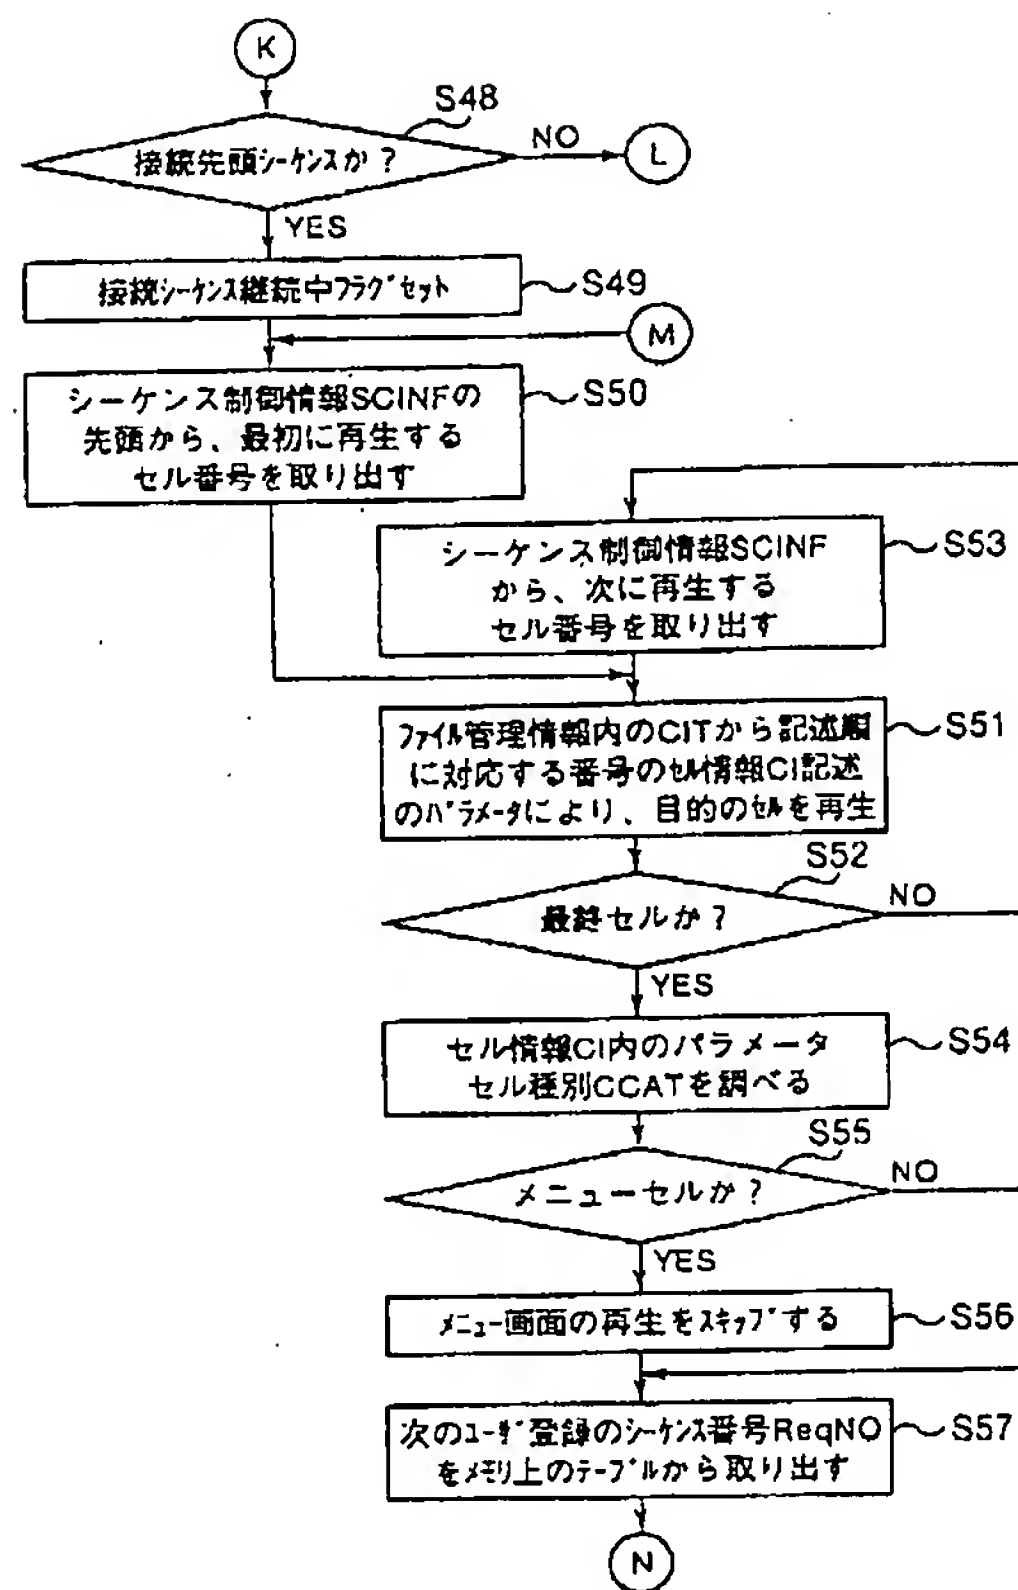 K
S48
接続先頭シーケンスか？
NO
L
YES
接続シーケンス継続中フラグセット
S49
M
シーケンス制御情報SCINFの
先頭から、最初に再生する
セル番号を取り出す
S50
シーケンス制御情報SCINF
から、次に再生する
セル番号を取り出す
S53
ファイル管理情報内のCITから記述順
に対応する番号のセル情報CI記述
のパラメータにより、目的のセルを再生
S51
S52
最終セルか？
NO
YES
セル情報CI内のパラメータ
セル種別CCATを調べる
S54
S55
メニューセルか？
NO
YES
メニュー画面の再生をスキップする
S56
次のユーザ登録のシーケンス番号ReqNO
をメモリ上のテーブルから取り出す
S57
N